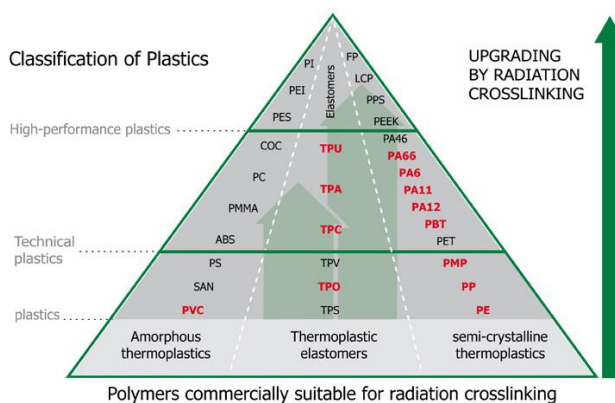 Classification of Plastics
UPGRADING
BY RADIATION
CROSSLINKING
PI
Elastomers
FP
LCP
PEI
PPS
PES
PEEK
High-performance plastics
COC
TPU
PA46
PA66
PC
TPA
PA6
PA11
PMMA
PA12
TPC
PBT
ABS
PET
Technical
plastics
PS
TPV
PMP
SAN
TPO
PP
plastics
PVC
TPS
PE
Amorphous
thermoplastics
Thermoplastic
elastomers
semi-crystalline
thermoplastics
Polymers commercially suitable for radiation crosslinking